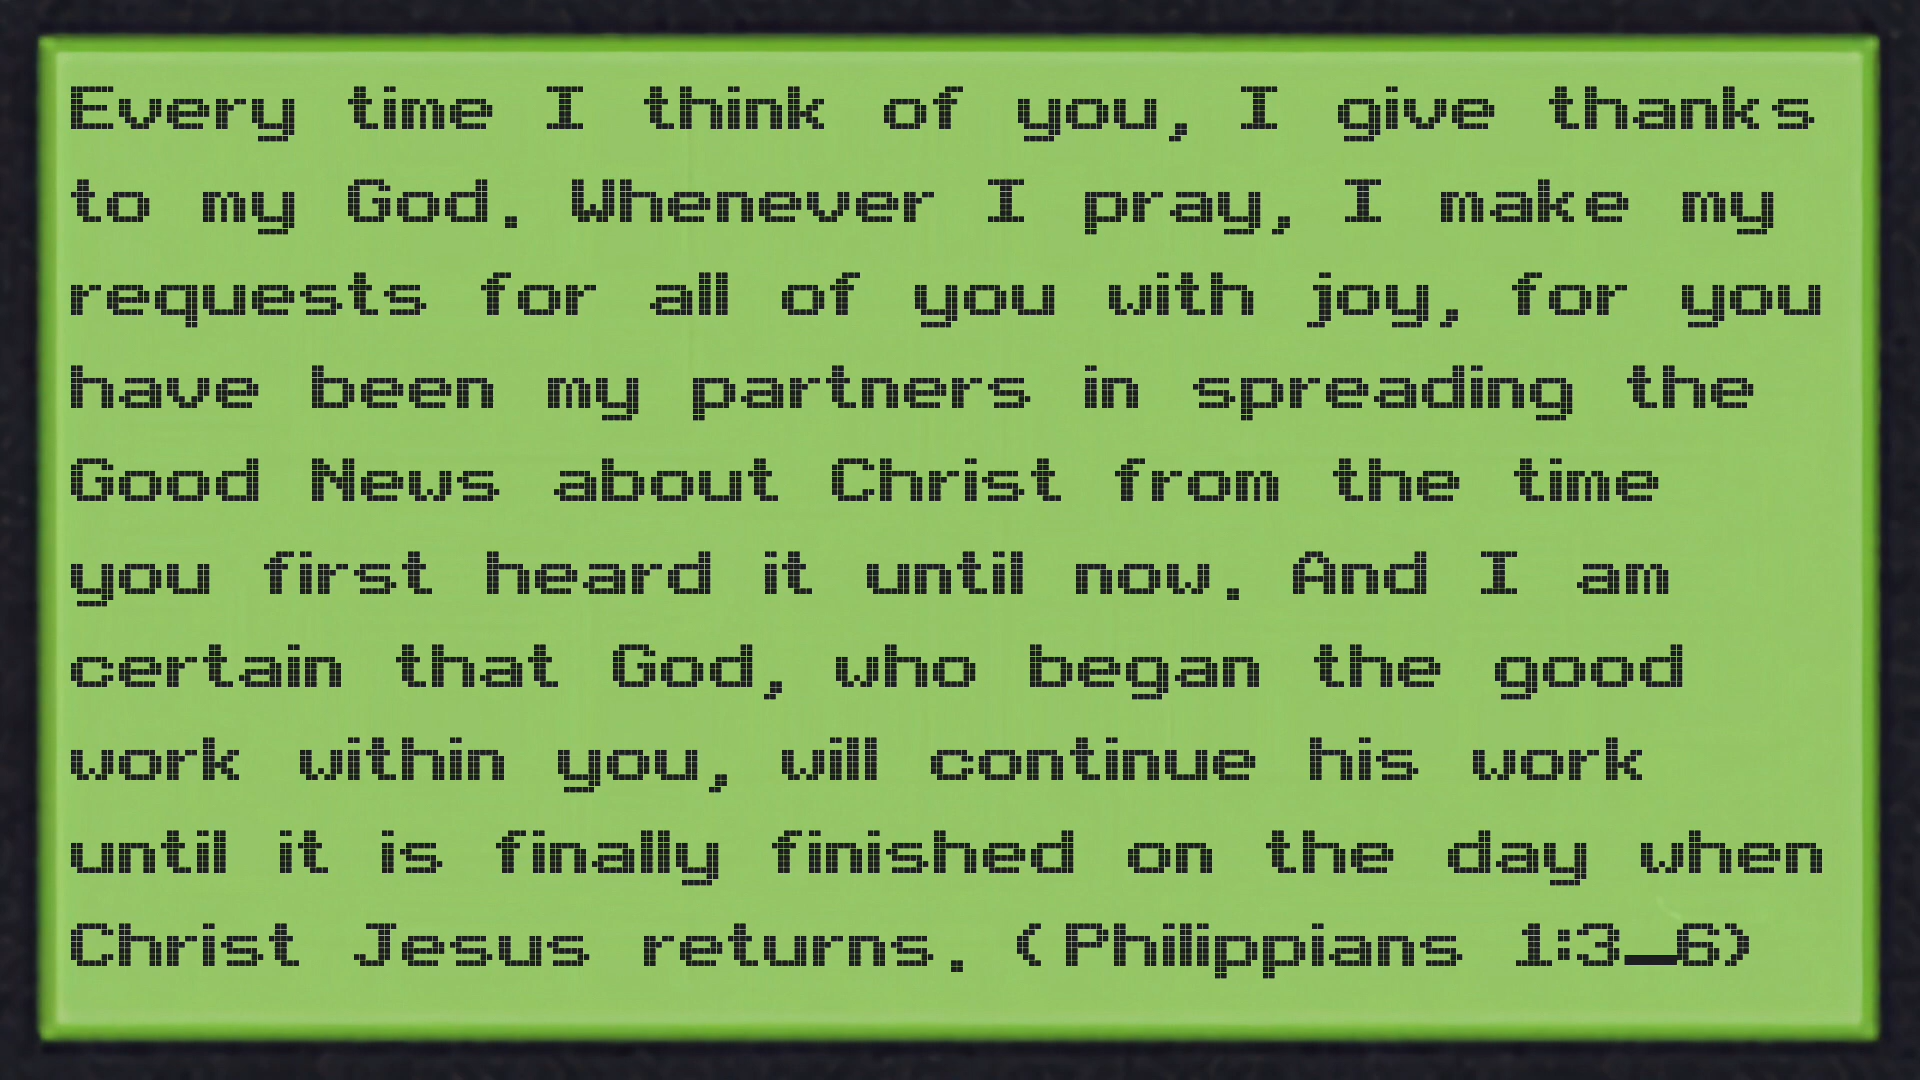 Every time I think of you, I give thanks
to my God. Whenever I pray, I make my
requests for all of you with joy, for you
have been my partners in spreading the
Good News about Christ from the time
you first heard it until now. And I am
certain that God, who began the good
work within you, will continue his work
until it is finally finished on the day when
Christ Jesus returns. (Philippians 1:3_6)